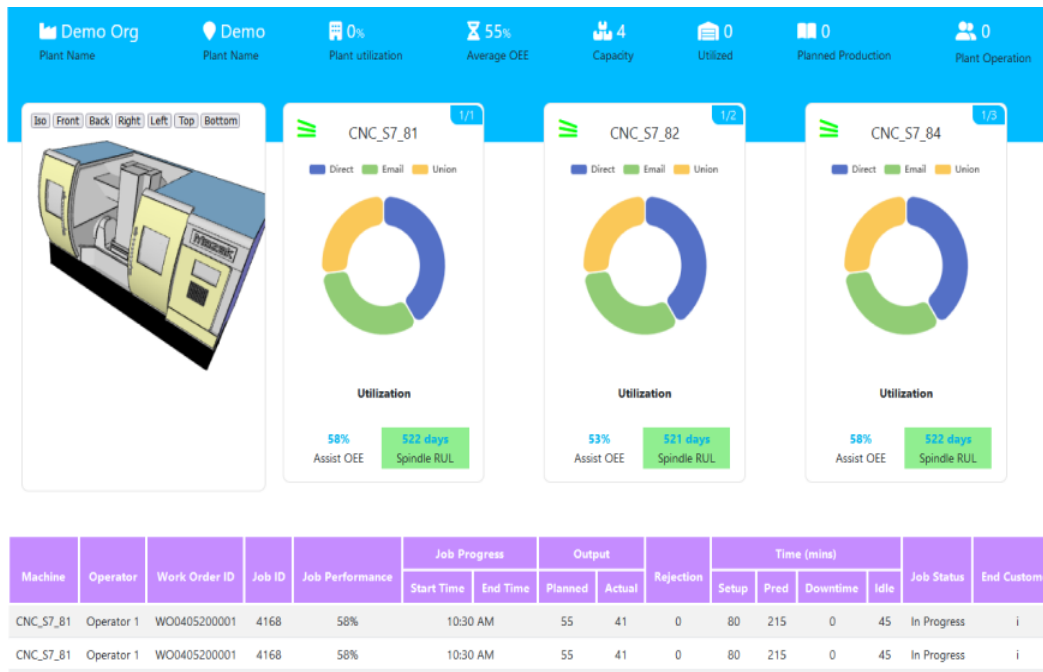 Demo Org Demo 0% 55% 4 0 0 0
Plant Name Plant Name Plant utilization Average OEE Capacity Utilized Planned Production Plant Operation
Iso Front Back Right Left Top Bottom
Mazak
1/1
CNC_S7_81
Direct Email Union
Utilization
58% 522 days
Assist OEE Spindle RUL
1/2
CNC_S7_82
Direct Email Union
Utilization
53% 521 days
Assist OEE Spindle RUL
1/3
CNC_S7_84
Direct Email Union
Utilization
58% 522 days
Assist OEE Spindle RUL
Job Progress Output Time (mins)
Machine Operator Work Order ID Job ID Job Performance Rejection Job Status End Custom
Start Time End Time Planned Actual Setup Pred Downtime Idle
CNC_S7_81 Operator 1 WO0405200001 4168 58% 10:30 AM 55 41 0 80 215 0 45 In Progress i
CNC_S7_81 Operator 1 WO0405200001 4168 58% 10:30 AM 55 41 0 80 215 0 45 In Progress i